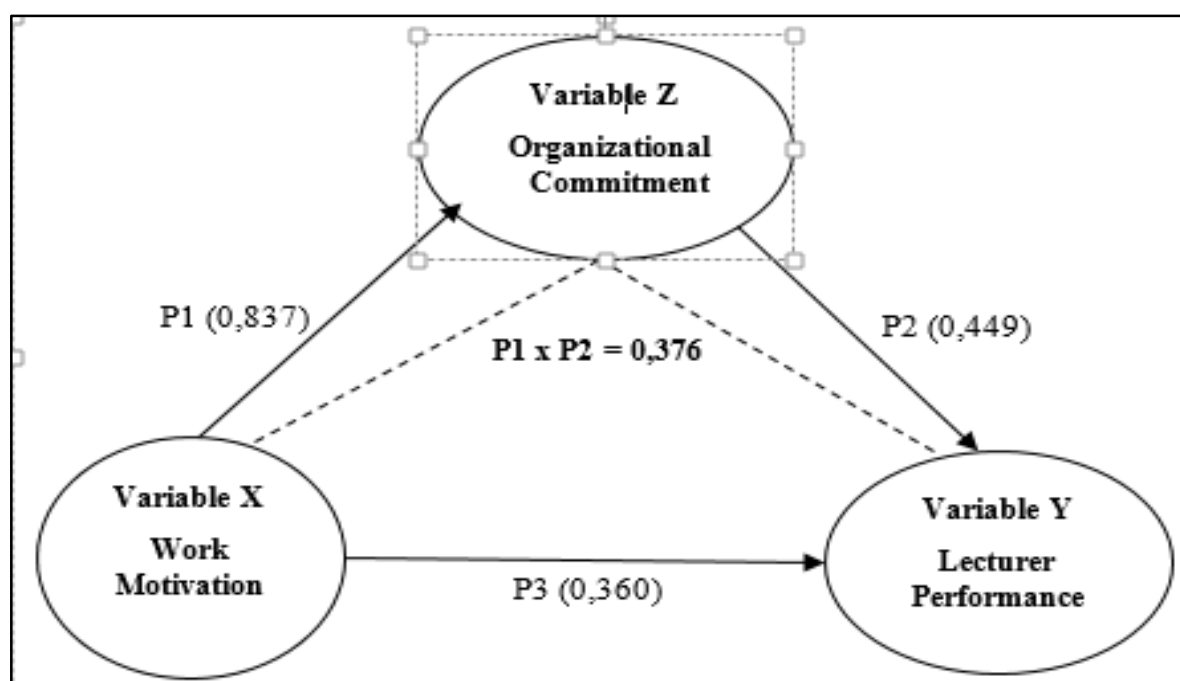 Variable Z
Organizational
Commitment
P1 (0,837)
P2 (0,449)
P1 x P2 = 0,376
Variable X
Work
Motivation
P3 (0,360)
Variable Y
Lecturer
Performance